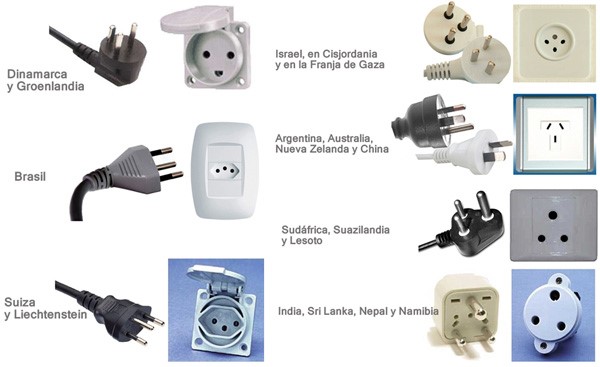 Dinamarca
y Groenlandia
Brasil
Suiza
y Liechtenstein
Israel, en Cisjordania
y en la Franja de Gaza
Argentina, Australia,
Nueva Zelanda y China
Sudáfrica, Suazilandia
y Lesoto
India, Sri Lanka, Nepal y Namibia